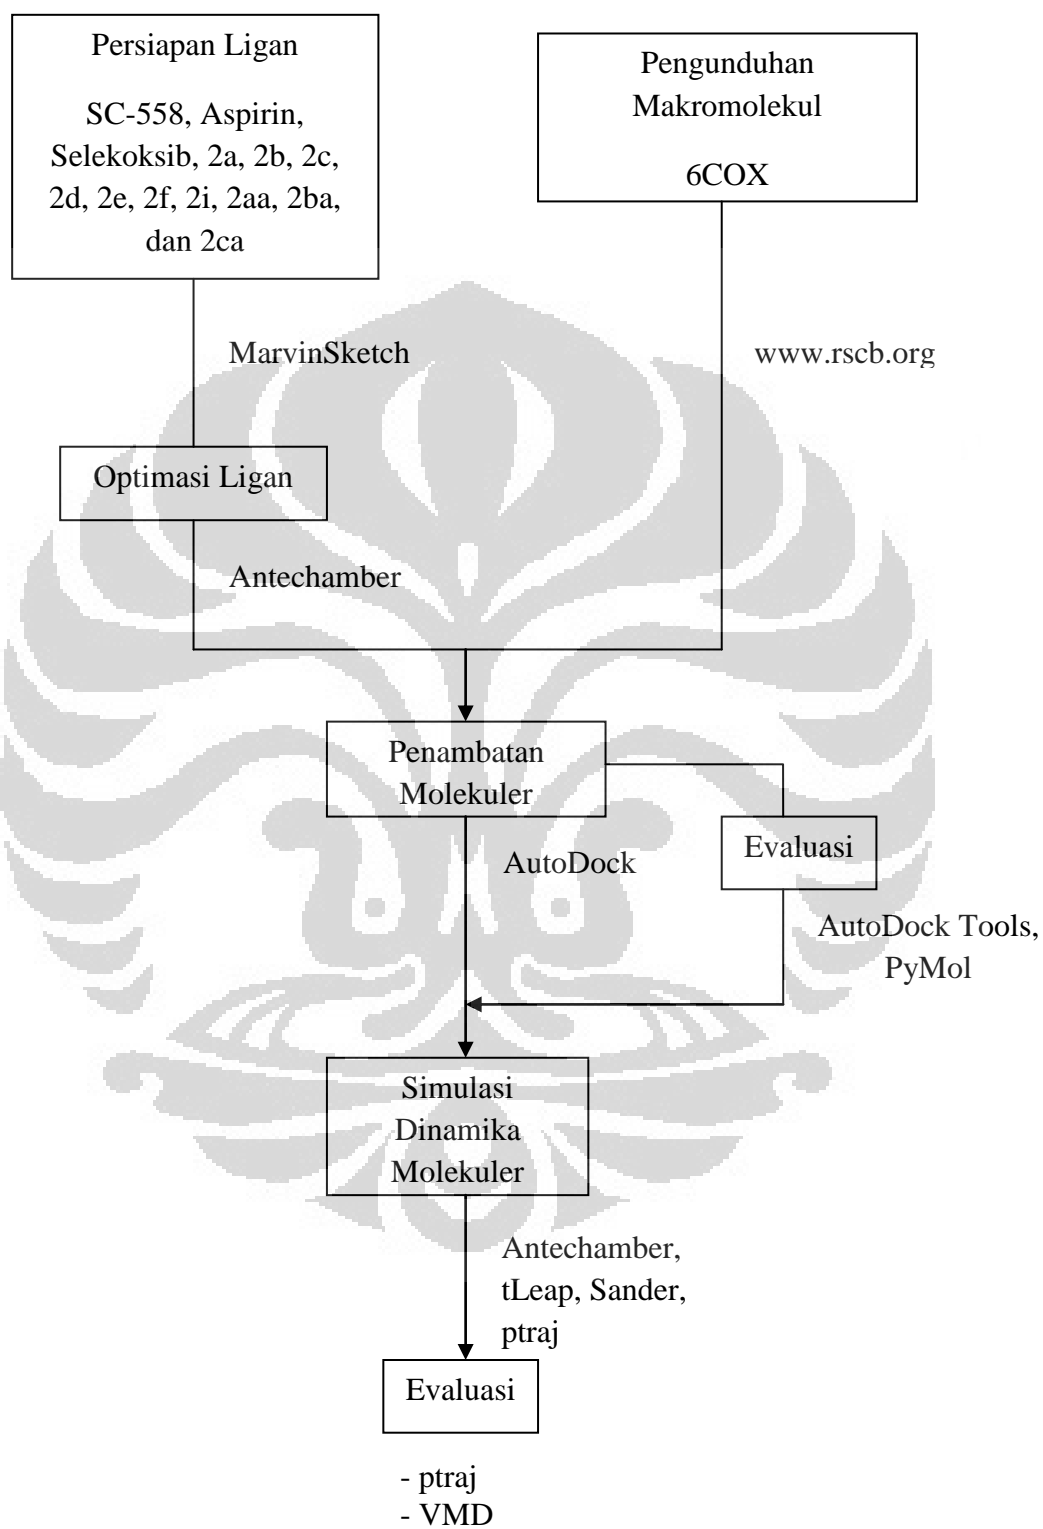 Persiapan Ligan
SC-558, Aspirin,
Selekoksib, 2a, 2b, 2c,
2d, 2e, 2f, 2i, 2aa, 2ba,
dan 2ca
Pengunduhan
Makromolekul
6COX
MarvinSketch
www.rscb.org
Optimasi Ligan
Antechamber
Penambatan
Molekuler
AutoDock
Evaluasi
AutoDock Tools,
PyMol
Simulasi
Dinamika
Molekuler
Antechamber,
tLeap, Sander,
ptraj
Evaluasi
- ptraj
- VMD